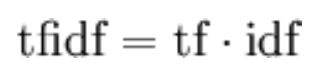 tfidf = tf · idf